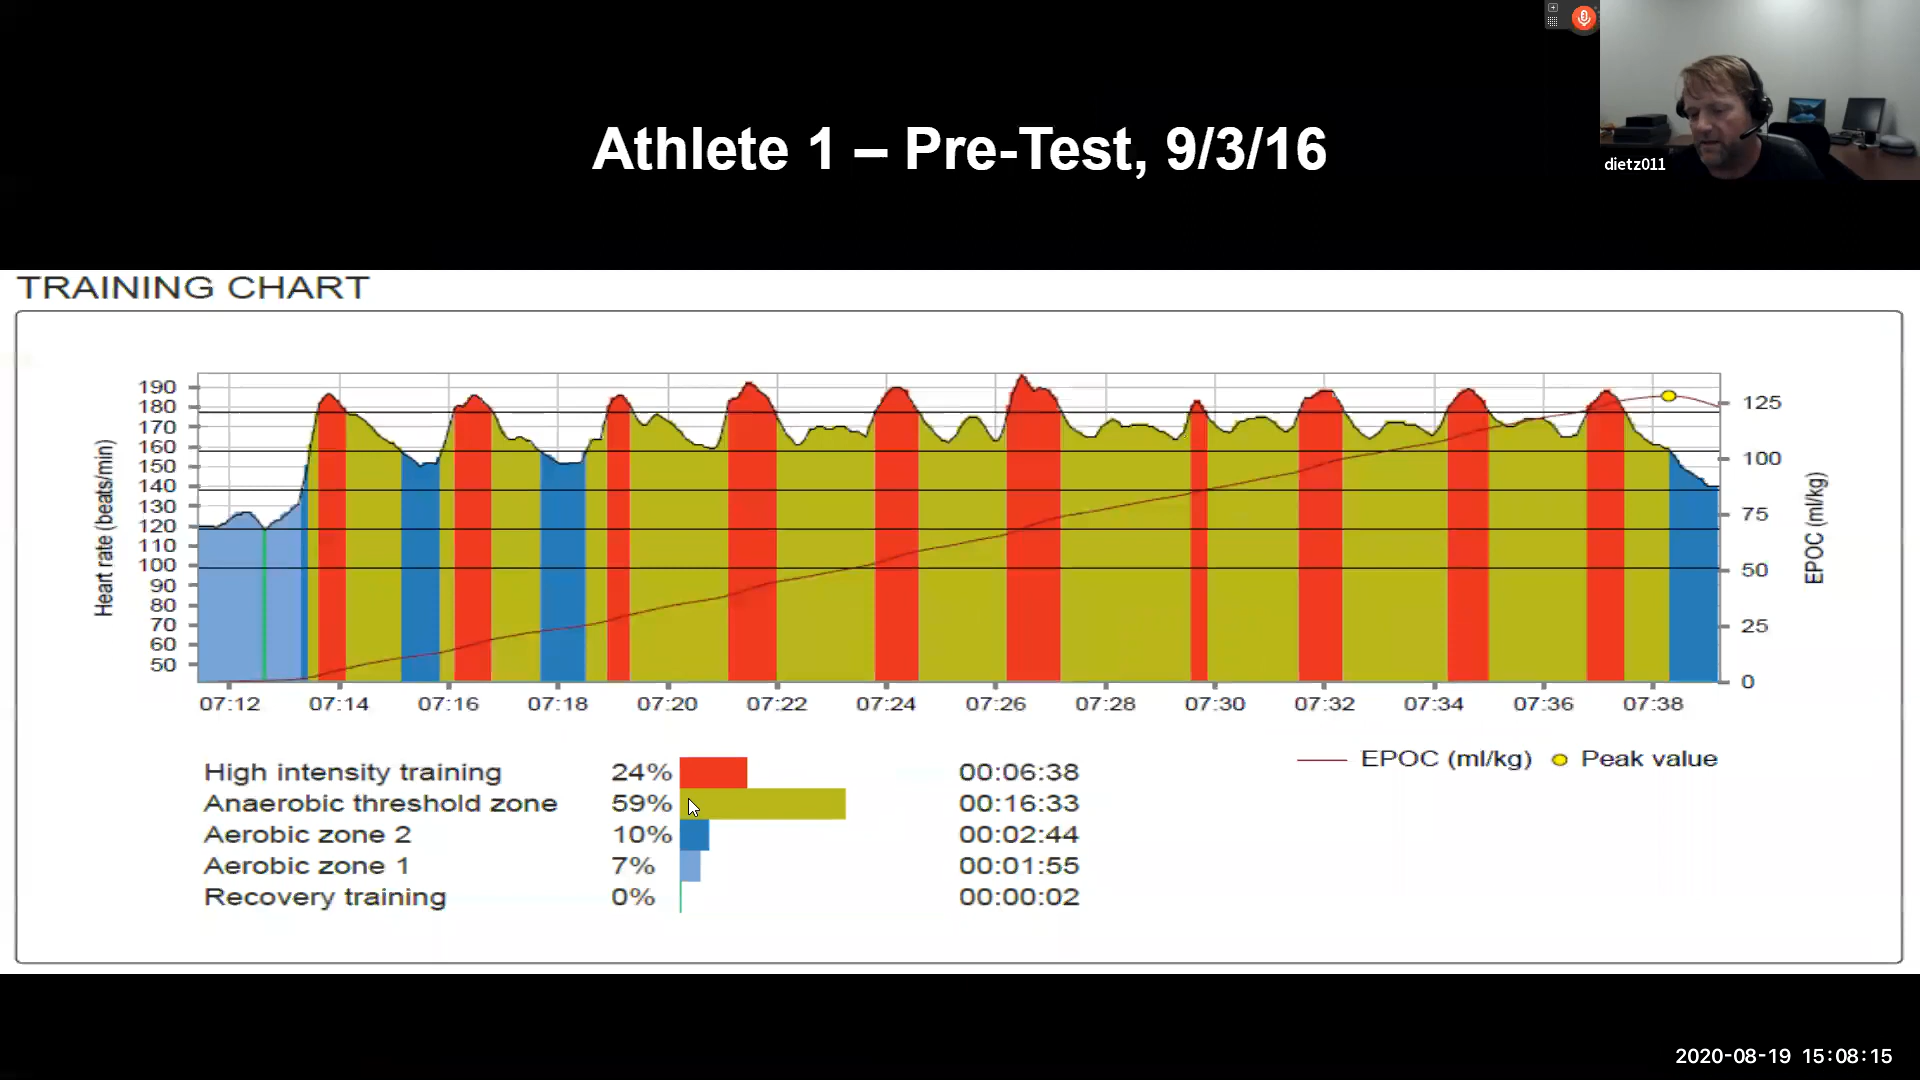 Athlete 1 – Pre-Test, 9/3/16
dietz011
TRAINING CHART
Heart rate (beats/min)
190
180
170
160
150
140
130
120
110
100
90
80
70
60
50
125
100
75
50
25
0
EPOC (ml/kg)
07:12 07:14 07:16 07:18 07:20 07:22 07:24 07:26 07:28 07:30 07:32 07:34 07:36 07:38
EPOC (ml/kg) Peak value
High intensity training 24% 00:06:38
Anaerobic threshold zone 59% 00:16:33
Aerobic zone 2 10% 00:02:44
Aerobic zone 1 7% 00:01:55
Recovery training 0% 00:00:02
2020-08-19 15:08:15